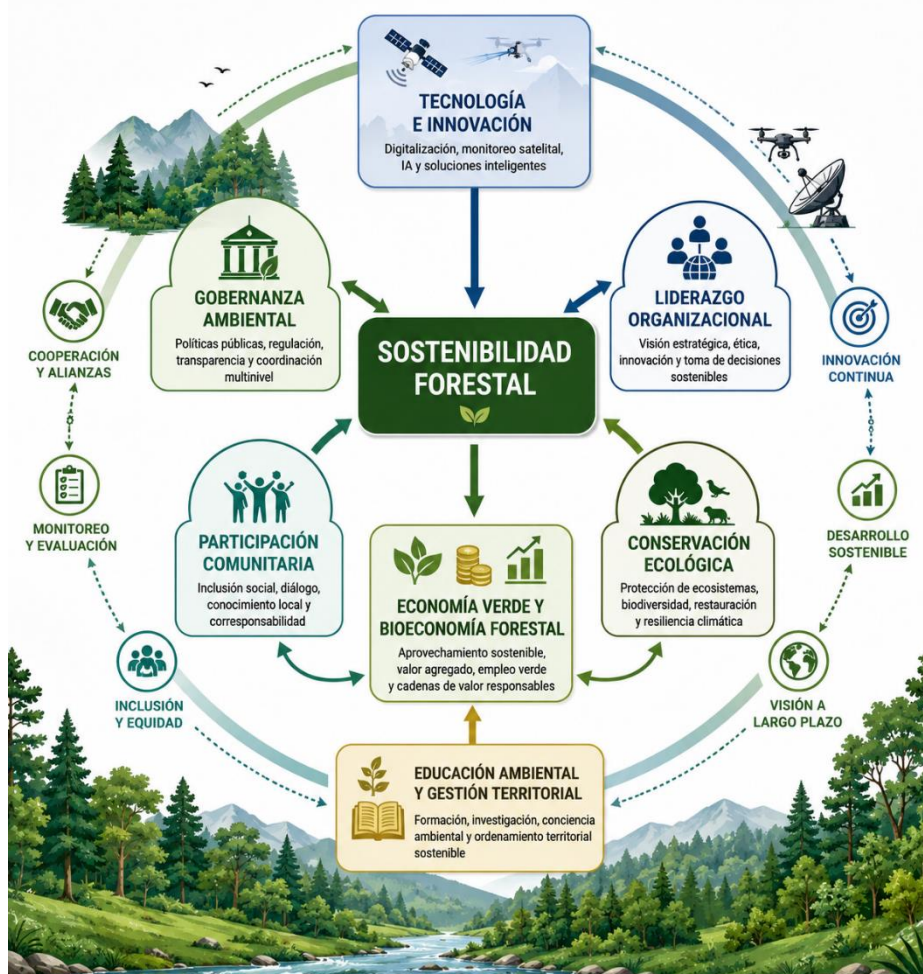 TECNOLOGÍA
E INNOVACIÓN
Digitalización, monitoreo satelital,
IA y soluciones inteligentes
GOBERNANZA
AMBIENTAL
Políticas públicas, regulación,
transparencia y coordinación
multinivel
LIDERAZGO
ORGANIZACIONAL
Visión estratégica, ética,
innovación y toma de decisiones
sostenibles
COOPERACIÓN
Y ALIANZAS
SOSTENIBILIDAD
FORESTAL
INNOVACIÓN
CONTINUA
MONITOREO
Y EVALUACIÓN
PARTICIPACIÓN
COMUNITARIA
Inclusión social, diálogo,
conocimiento local y
corresponsabilidad
ECONOMÍA VERDE Y
BIOECONOMÍA FORESTAL
Aprovechamiento sostenible,
valor agregado, empleo verde
y cadenas de valor responsables
CONSERVACIÓN
ECOLÓGICA
Protección de ecosistemas,
biodiversidad, restauración
y resiliencia climática
DESARROLLO
SOSTENIBLE
INCLUSIÓN
Y EQUIDAD
VISIÓN A
LARGO PLAZO
EDUCACIÓN AMBIENTAL
Y GESTIÓN TERRITORIAL
Formación, investigación, conciencia
ambiental y ordenamiento territorial
sostenible